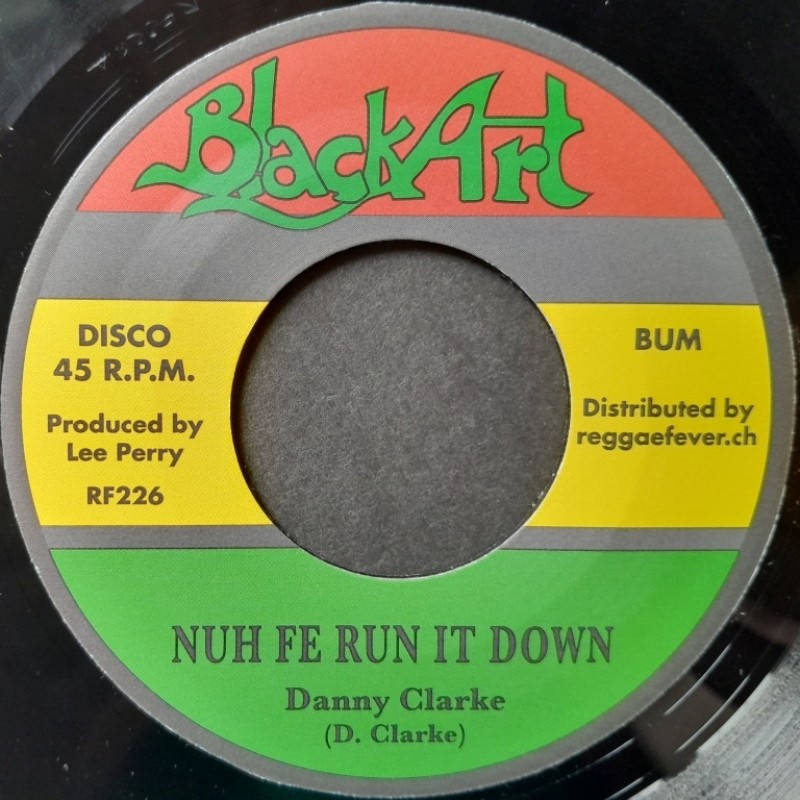 BlackArt
DISCO
45 R.P.M.
Produced by
Lee Perry
RF226
BUM
Distributed by
reggaefever.ch
NUH FE RUN IT DOWN
Danny Clarke
(D. Clarke)